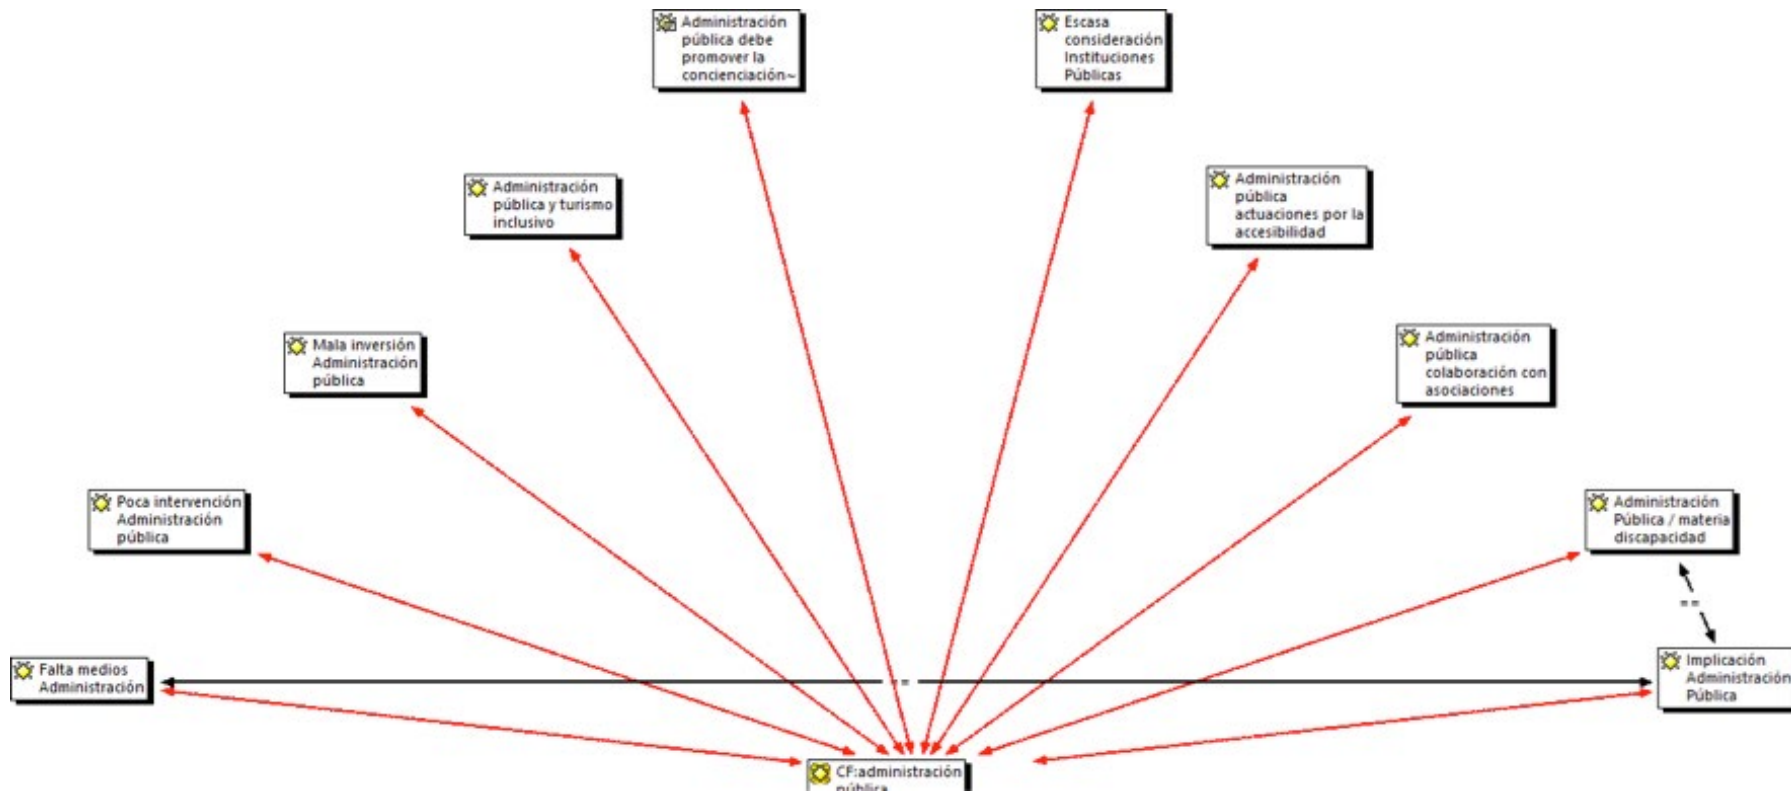 Administración
pública debe
promover la
concienciación~
Escasa
consideración
Instituciones
Públicas
Administración
pública y turismo
inclusivo
Administración
pública
actuaciones por la
accesibilidad
Mala inversión
Administración
pública
Administración
pública
colaboración con
asociaciones
Poca intervención
Administración
pública
Administración
Pública / materia
discapacidad
==
Falta medios
Administración
==
Implicación
Administración
Pública
CF:administración
pública